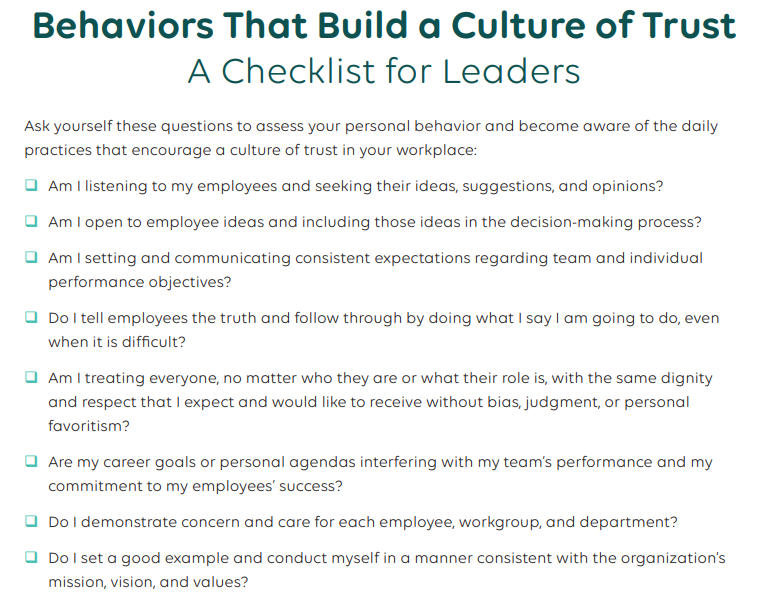 Behaviors That Build a Culture of Trust
A Checklist for Leaders
Ask yourself these questions to assess your personal behavior and become aware of the daily
practices that encourage a culture of trust in your workplace:
Am I listening to my employees and seeking their ideas, suggestions, and opinions?
Am I open to employee ideas and including those ideas in the decision-making process?
Am I setting and communicating consistent expectations regarding team and individual
performance objectives?
Do I tell employees the truth and follow through by doing what I say I am going to do, even
when it is difficult?
Am I treating everyone, no matter who they are or what their role is, with the same dignity
and respect that I expect and would like to receive without bias, judgment, or personal
favoritism?
Are my career goals or personal agendas interfering with my team's performance and my
commitment to my employees' success?
Do I demonstrate concern and care for each employee, workgroup, and department?
Do I set a good example and conduct myself in a manner consistent with the organization's
mission, vision, and values?